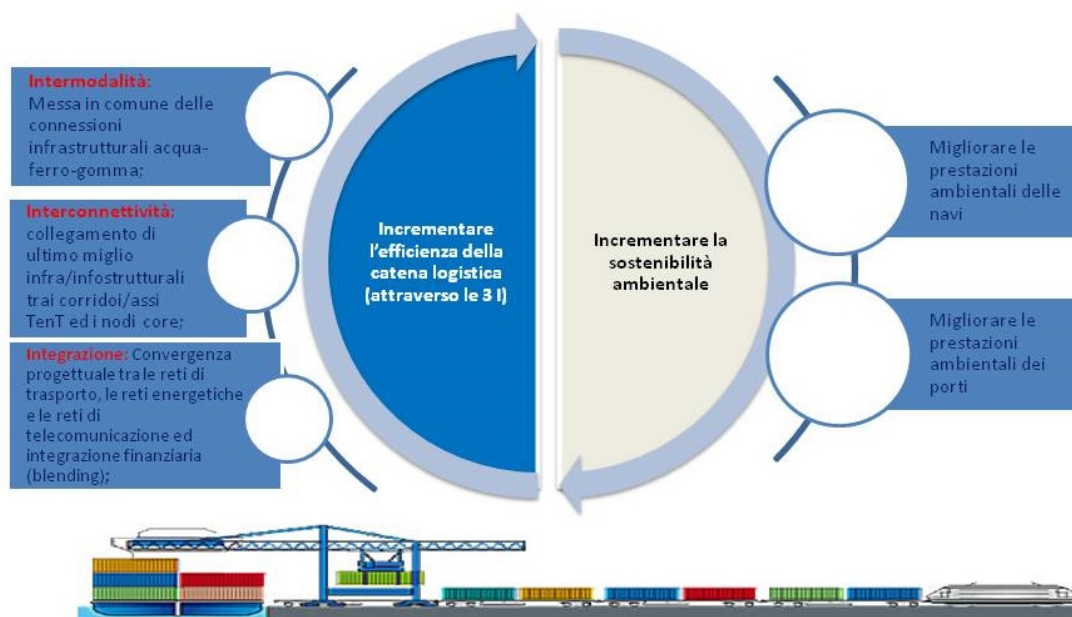 Intermodalità:
Messa in comune delle
connessioni
infrastrutturali acqua-
ferro-gomma;
Interconnettività:
collegamento di
ultimo miglio
infra/infostrutturali
trai corridoi/assi
TenT ed i nodi core;
Integrazione: Convergenza
progettuale tra le reti di
trasporto, le reti energetiche
e le reti di
telecomunicazione ed
integrazione finanziaria
(blending);
Incrementare
l'efficienza della
catena logistica
(attraverso le 3 I)
Incrementare la
sostenibilità
ambientale
Migliorare le
prestazioni
ambientali delle
navi
Migliorare le
prestazioni
ambientali dei
porti